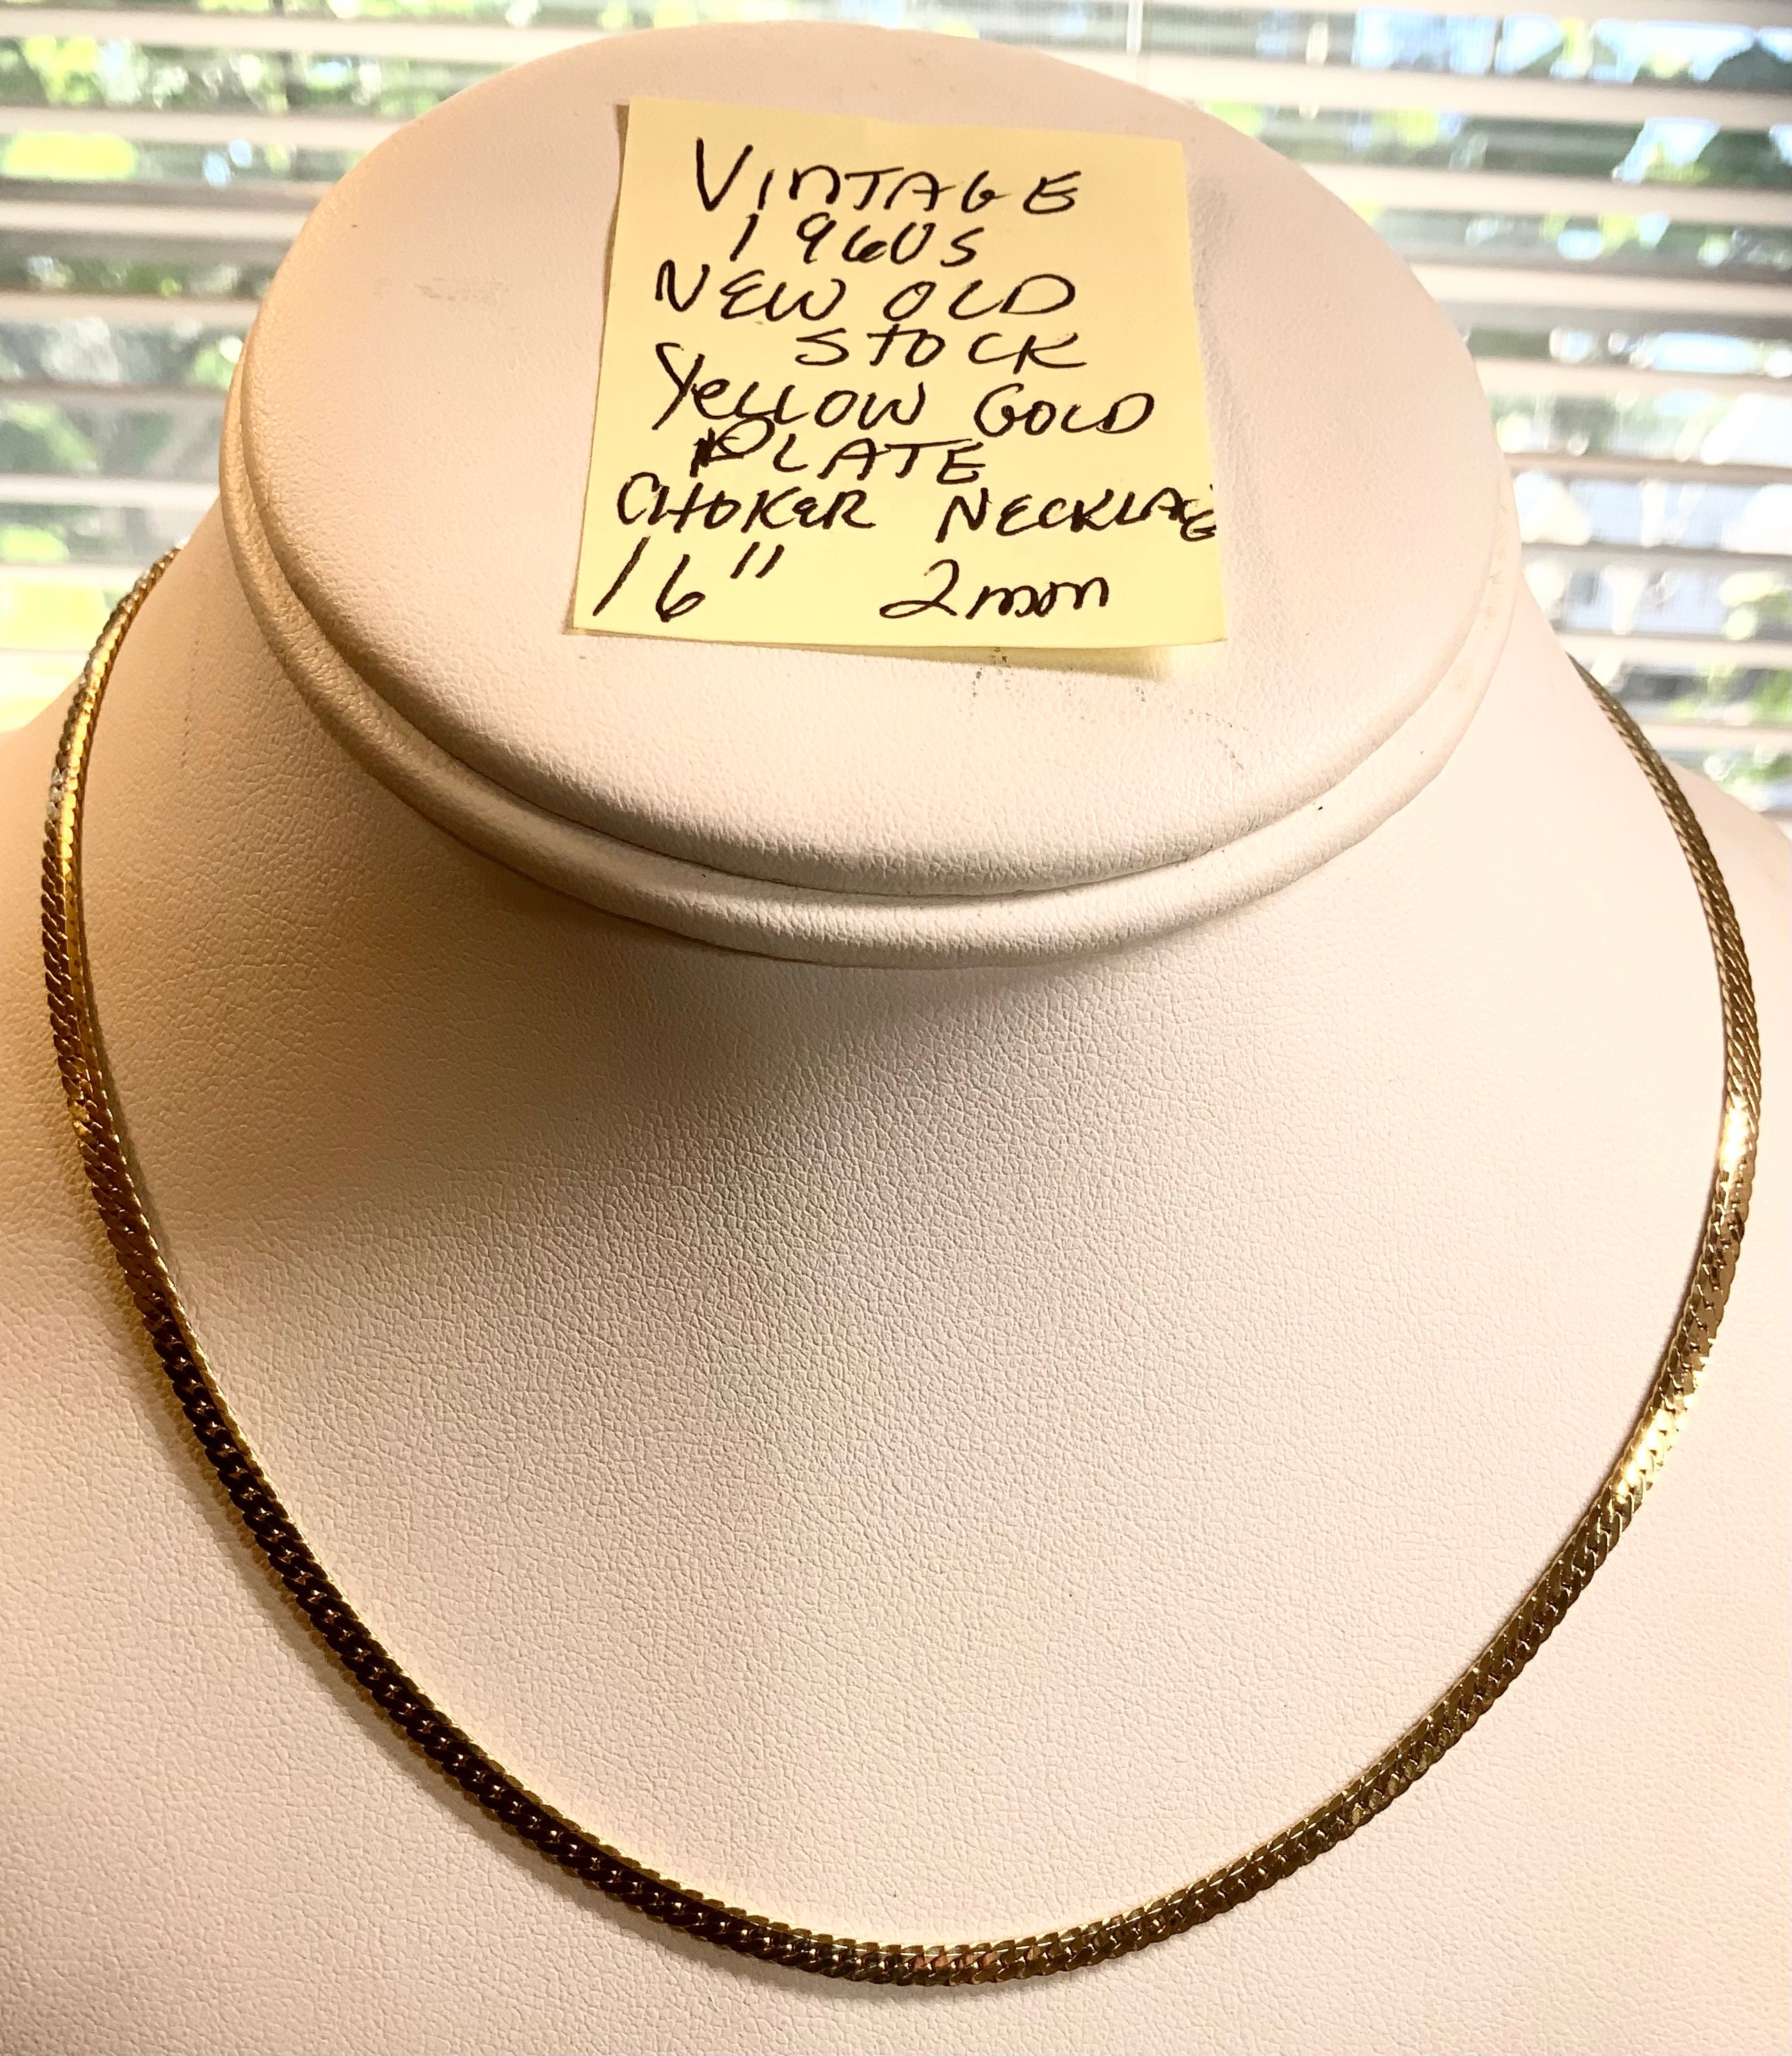 VINTAGE
1960s
NEW OLD
STOCK
YeLLOW GOLD
PLATE
CHOKeR NECKLACE
16" 2mm